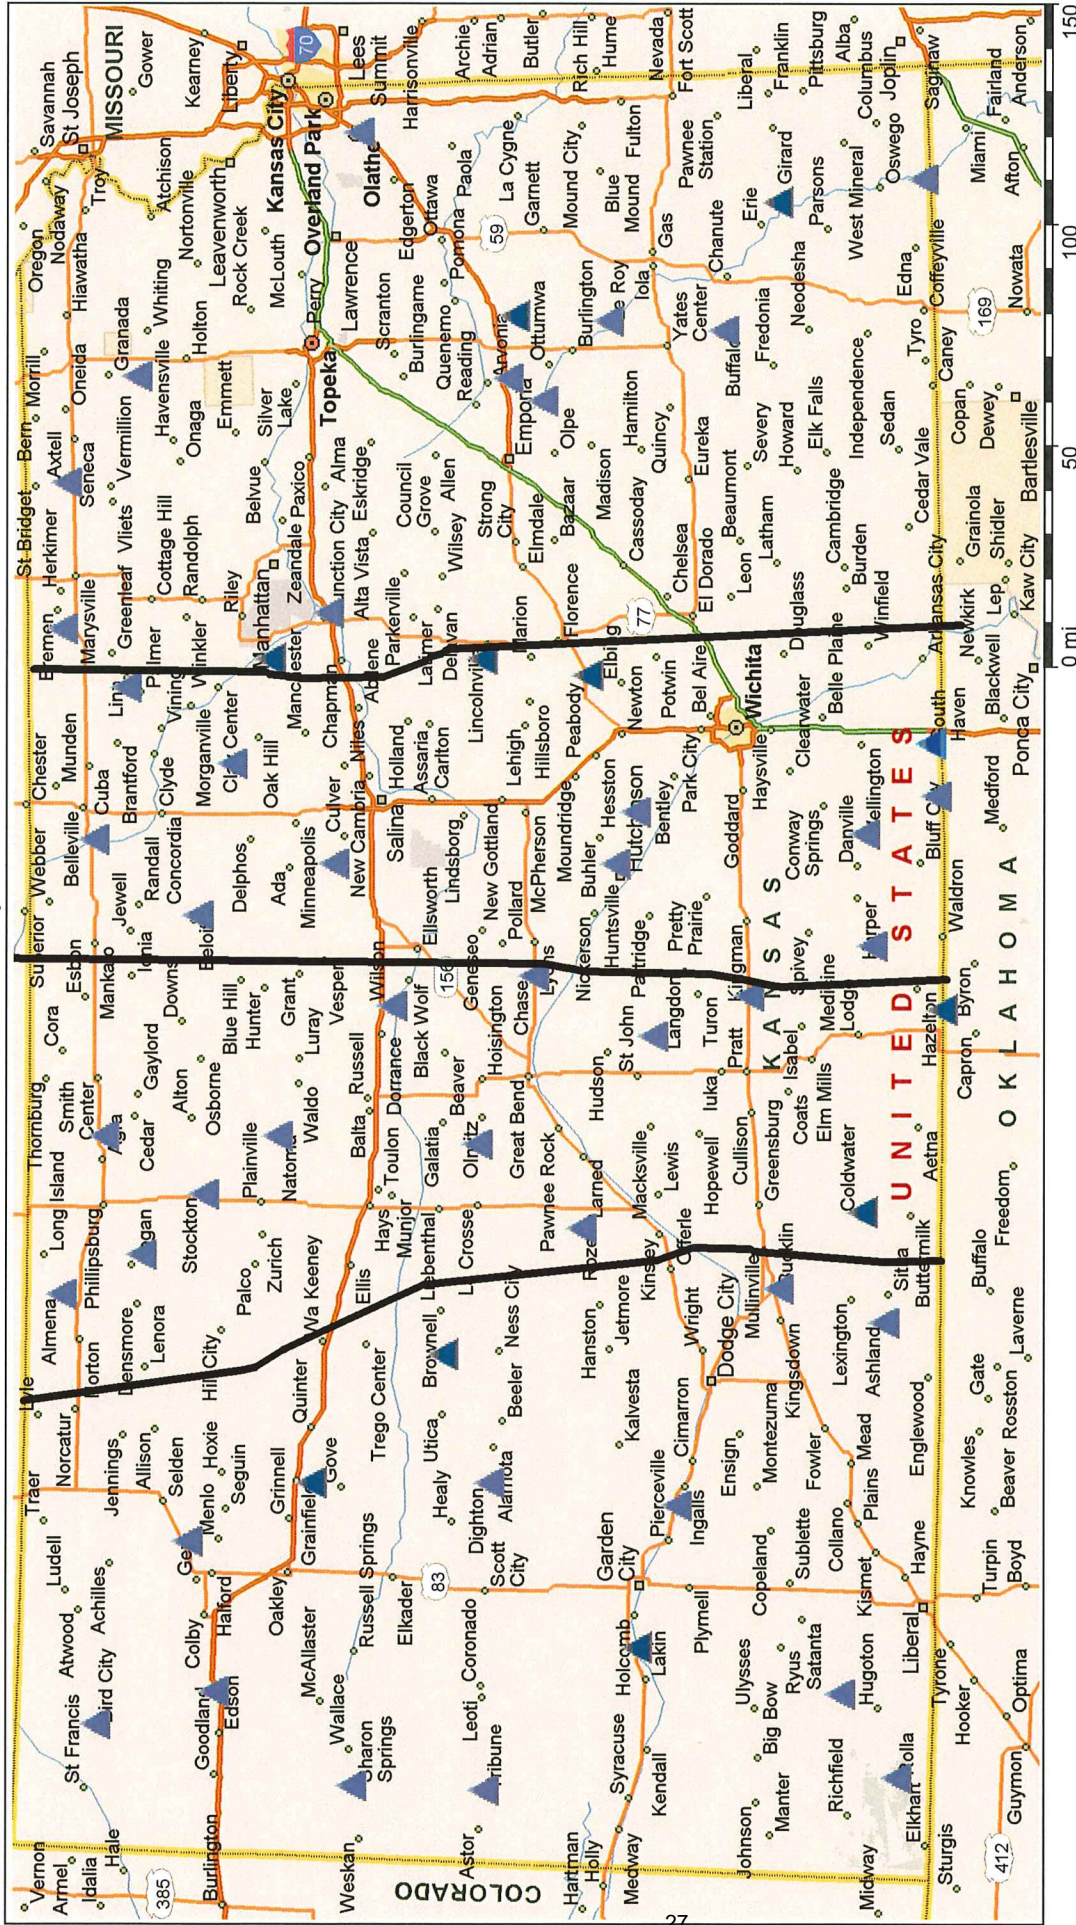 Vernon
Armel
Idalia
Hale
385
Burlington
St Francis
Bird City
Atwood
Ludell
Achilles
Traer
Norcatur
Lyle
Norton
Almena
Long Island
Phillipsburg
Thornburg
Smith
Center
Agra
Cora
Esbon
Superior
Mankato
Webber
Belleville
Jewell
Chester
Munden
Cuba
Bremen
Herkimer
Marysville
St Bridget
Bern
Axtell
Seneca
Morrill
Oneida
Hiawatha
Oregon
Nodaway
Savannah
St Joseph
Troy
MISSOURI
Gower
Goodland
Edson
Colby
Halford
Gem
Menlo
Selden
Jennings
Allison
Hoxie
Seguin
Densmore
Lenora
Hill City
Logan
Stockton
Palco
Zurich
Plainville
Cedar
Gaylord
Alton
Osborne
Downs
Ionia
Beloit
Blue Hill
Hunter
Randall
Concordia
Delphos
Brantford
Clyde
Morganville
Clay Center
Oak Hill
Linn
Palmer
Vining
Winkler
Greenleaf
Vliets
Cottage Hill
Randolph
Riley
Vermillion
Havensville
Onaga
Emmett
Granada
Whiting
Holton
Nortonville
Atchison
Leavenworth
Rock Creek
McLouth
Kearney
Liberty
Kansas City
70
Weskan
Sharon
Springs
Wallace
McAllaster
Russell Springs
Oakley
Grainfield
Grinnell
Gove
Quinter
Wa Keeney
Ellis
Trego Center
Natoma
Waldo
Luray
Grant
Vesper
Hays
Munjor
Toulon
Balta
Russell
Dorrance
Wilson
Black Wolf
Ada
Minneapolis
Culver
New Cambria
Niles
Salina
Manchester
Chapman
Abilene
Manhattan
Zeandale
Paxico
Belvue
Junction City
Alma
Alta Vista
Eskridge
Silver
Lake
Topeka
Perry
Lawrence
Overland Park
Olathe
Lees
Summit
Harrisonville
COLORADO
Astor
Tribune
Leoti
Coronado
Elkader
83
Scott
City
Dighton
Healy
Alamota
Utica
Beeler
Brownell
Ness City
Liebenthal
La Crosse
Galatia
Olmitz
Beaver
Hoisington
Great Bend
Pawnee Rock
156
Geneseo
Chase
Lyons
Ellsworth
Lindsborg
New Gottland
Pollard
McPherson
Holland
Assaria
Carlton
Lehigh
Hillsboro
Latimer
Delavan
Parkerville
Lincolnville
Marion
Council
Grove
Wilsey
Allen
Strong
City
Elmdale
Bazaar
Scranton
Burlingame
Quenemo
Reading
Arvonia
Emporia
Olpe
Ottumwa
59
Edgerton
Ottawa
Pomona
Paola
La Cygne
Garnett
Archie
Adrian
Butler
Hartman
Holly
Medway
Syracuse
Kendall
Holcomb
Lakin
Garden
City
Pierceville
Ingalls
Cimarron
Kalvesta
Hanston
Jetmore
Wright
Rozel
Larned
Kinsey
Offerle
Macksville
Lewis
Hudson
St John
Langdon
Nickerson
Huntsville
Partridge
Pretty
Prairie
Buhler
Moundridge
Hesston
Hutchinson
Bentley
Peabody
Newton
Elbing
Florence
Potwin
77
Madison
Cassoday
Chelsea
El Dorado
Hamilton
Quincy
Eureka
Burlington
Le Roy
Iola
Yates
Center
Gas
Mound City
Blue
Mound
Fulton
Rich Hill
Hume
Nevada
Fort Scott
Johnson
Manter
Big Bow
Ulysses
Ryus
Satanta
Plymell
Copeland
Sublette
Ensign
Montezuma
Dodge City
Mullinville
Kingsdown
Bucklin
Hopewell
Cullison
Greensburg
Iuka
Pratt
Turon
Kingman
KANSAS
Isabel
Coats
Elm Mills
Spivey
Medicine
Lodge
Goddard
Park City
Bel Air
Wichita
Haysville
Conway
Springs
Clearwater
Belle Plaine
Douglass
Leon
Beaumont
Latham
Severy
Howard
Elk Falls
Buffalo
Fredonia
Neodesha
Chanute
Erie
Girard
Parsons
Pawnee
Station
Liberal
Franklin
Pittsburg
Alba
Midway
Richfield
Elkhart
Rolla
Hugoton
Liberal
Kismet
Collano
Plains
Fowler
Mead
Hayne
Englewood
Ashland
Lexington
Sitka
Buttermilk
Coldwater
UNITED STATES
Aetna
Hazelton
Harper
Danville
Wellington
Bluff City
South
Haven
Winfield
Burden
Cambridge
Arkansas City
Cedar Vale
Sedan
Independence
Tyro
Caney
Coffeyville
Edna
West Mineral
Oswego
Columbus
Joplin
Saginaw
Sturgis
412
Guymon
Hooker
Tyrone
Optima
Turpin
Boyd
Knowles
Beaver
Gate
Rosston
Laverne
Buffalo
Freedom
OKLAHOMA
Capron
Byron
Waldron
Medford
Blackwell
Ponca City
Newkirk
Kaw City
Grainola
Shidler
Copan
Dewey
Bartlesville
169
Nowata
Miami
Afton
Fairland
Anderson
0 mi
50
100
150
27